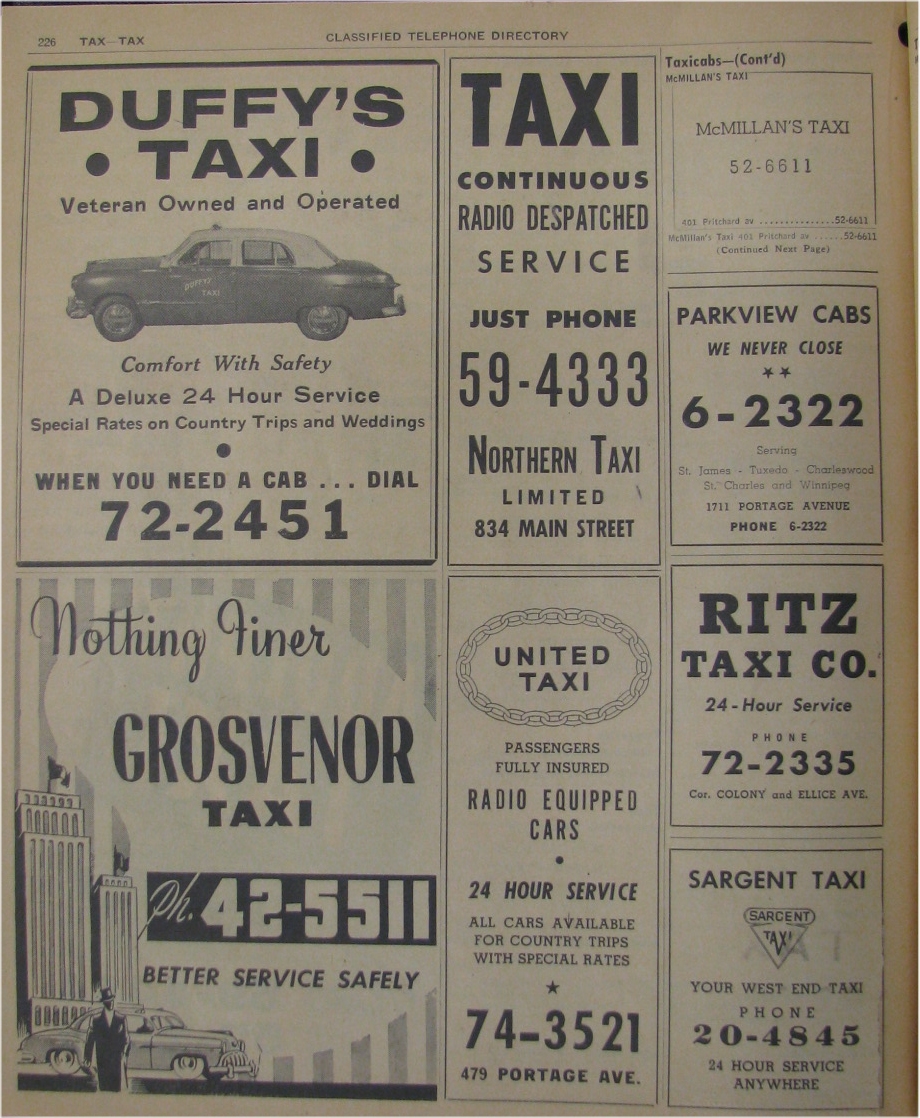 226 TAX—TAX
CLASSIFIED TELEPHONE DIRECTORY
DUFFY'S
• TAXI •
Veteran Owned and Operated
DUFFY'S
TAXI
Comfort With Safety
A Deluxe 24 Hour Service
Special Rates on Country Trips and Weddings
•
WHEN YOU NEED A CAB ... DIAL
72-2451
Nothing Finer
GROSVENOR
TAXI
Ph. 42-5511
BETTER SERVICE SAFELY
TAXI
CONTINUOUS
RADIO DESPATCHED
SERVICE
JUST PHONE
59-4333
NORTHERN TAXI
LIMITED
834 MAIN STREET
UNITED
TAXI
PASSENGERS
FULLY INSURED
RADIO EQUIPPED
CARS
•
24 HOUR SERVICE
ALL CARS AVAILABLE
FOR COUNTRY TRIPS
WITH SPECIAL RATES
★
74-3521
479 PORTAGE AVE.
Taxicabs—(Cont'd)
McMILLAN'S TAXI
McMILLAN'S TAXI
52-6611
401 Pritchard av ...............52-6611
McMillan's Taxi 401 Pritchard av ......52-6611
(Continued Next Page)
PARKVIEW CABS
WE NEVER CLOSE
★★
6-2322
Serving
St. James - Tuxedo - Charleswood
St. Charles and Winnipeg
1711 PORTAGE AVENUE
PHONE 6-2322
RITZ
TAXI CO.
24-Hour Service
PHONE
72-2335
Cor. COLONY and ELLICE AVE.
SARGENT TAXI
SARGENT
TAXI
YOUR WEST END TAXI
PHONE
20-4845
24 HOUR SERVICE
ANYWHERE